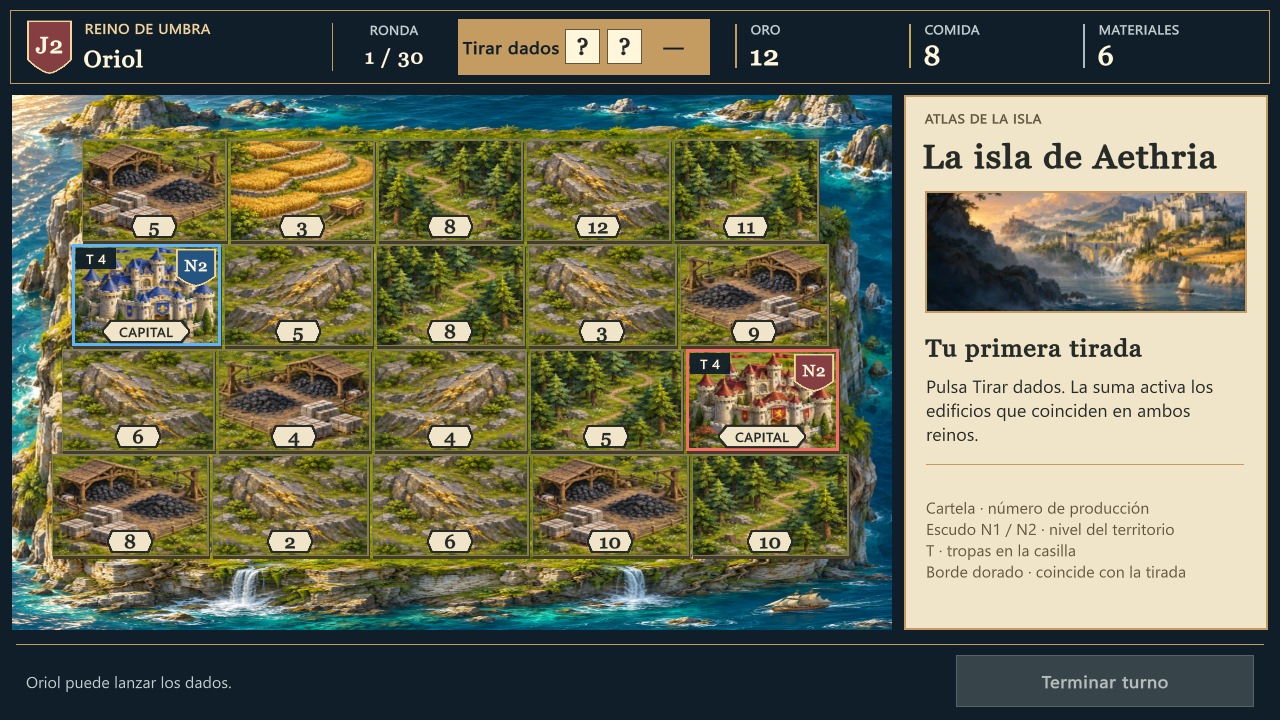 J2
REINO DE UMBRA
Oriol
RONDA
1 / 30
Tirar dados ? ? —
ORO
12
COMIDA
8
MATERIALES
6
5
3
8
12
11
T 4
N2
CAPITAL
5
8
3
9
6
4
4
5
T 4
N2
CAPITAL
8
2
6
10
10
ATLAS DE LA ISLA
La isla de Aethria
Tu primera tirada
Pulsa Tirar dados. La suma activa los
edificios que coinciden en ambos
reinos.
Cartela · número de producción
Escudo N1 / N2 · nivel del territorio
T · tropas en la casilla
Borde dorado · coincide con la tirada
Oriol puede lanzar los dados.
Terminar turno